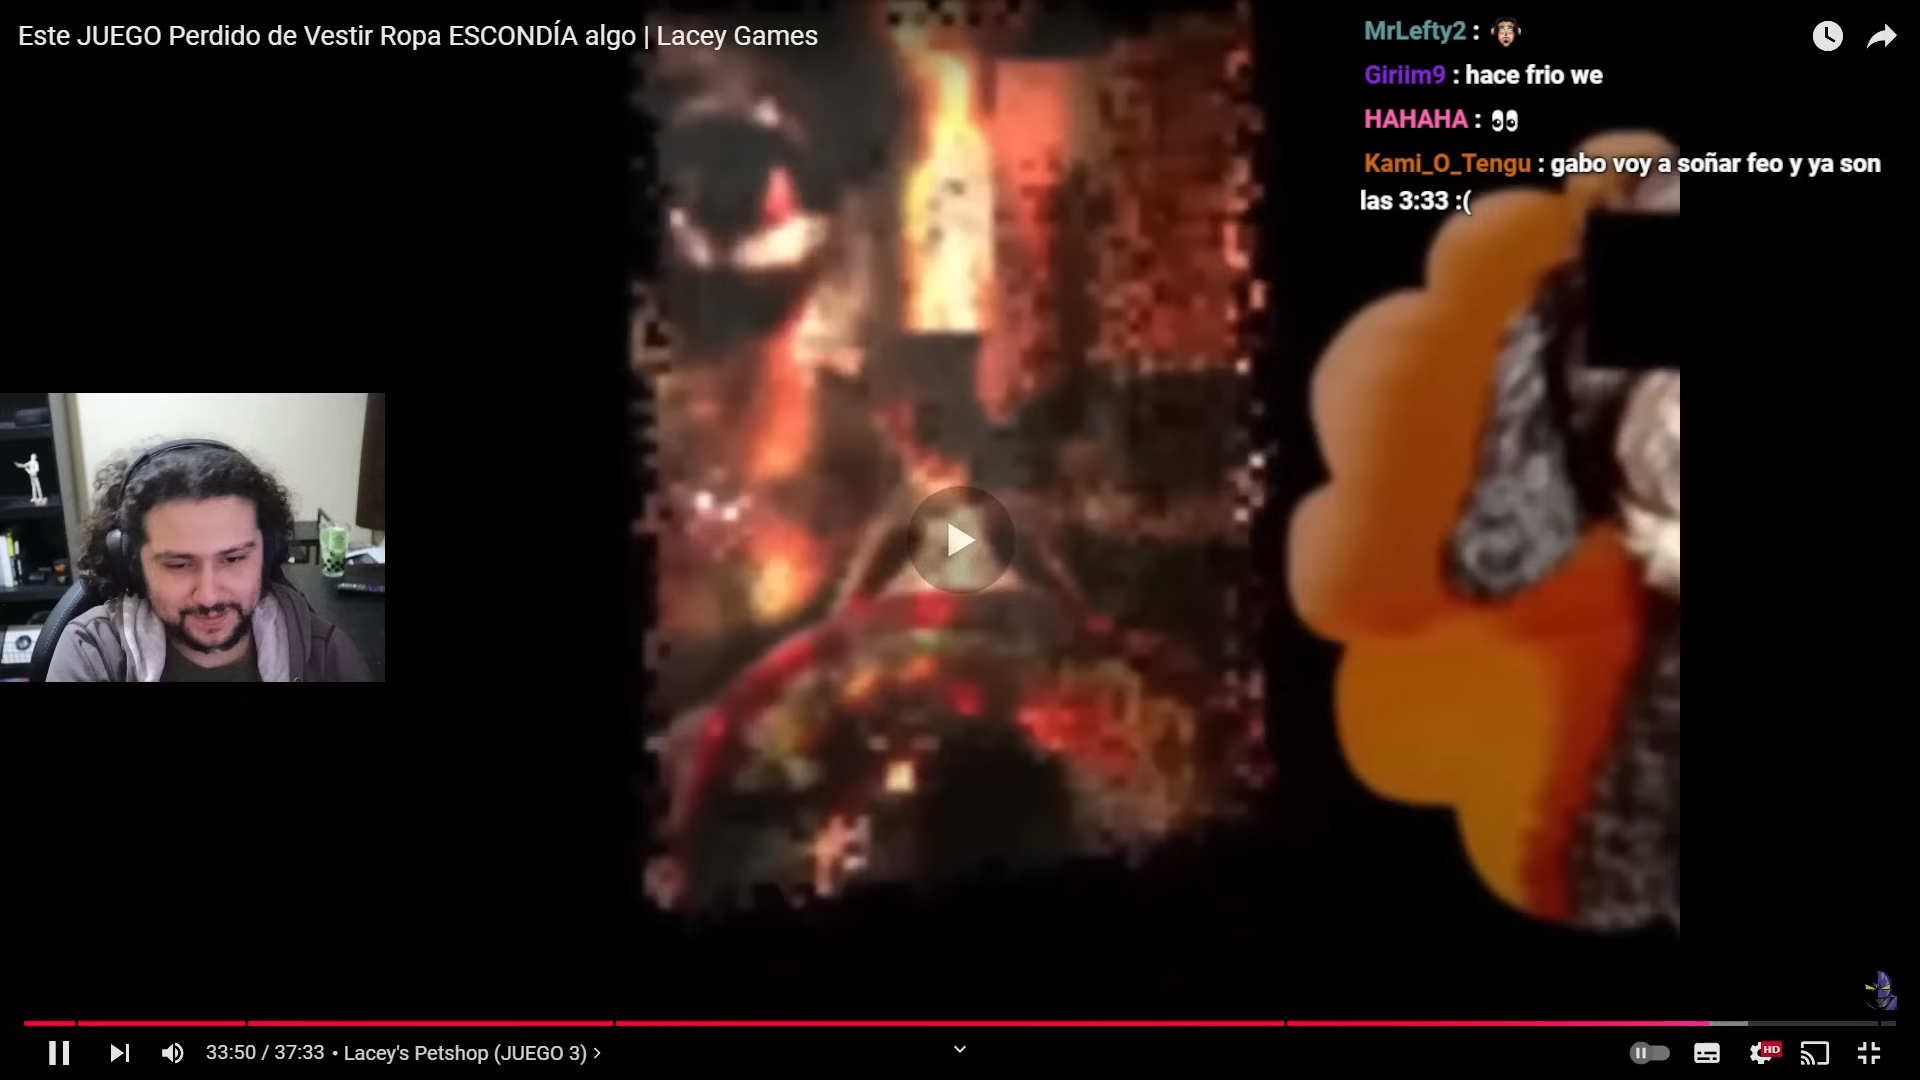 Este JUEGO Perdido de Vestir Ropa ESCONDÍA algo | Lacey Games
MrLefty2 :
Giriim9 : hace frio we
HAHAHA : 👀
Kami_O_Tengu : gabo voy a soñar feo y ya son
las 3:33 :(
33:50 / 37:33 • Lacey's Petshop (JUEGO 3) >
HD